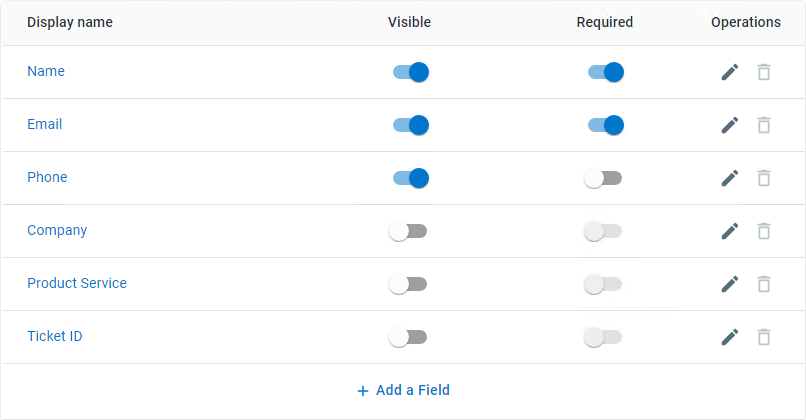 Display name Visible Required Operations
Name
Email
Phone
Company
Product Service
Ticket ID
+ Add a Field